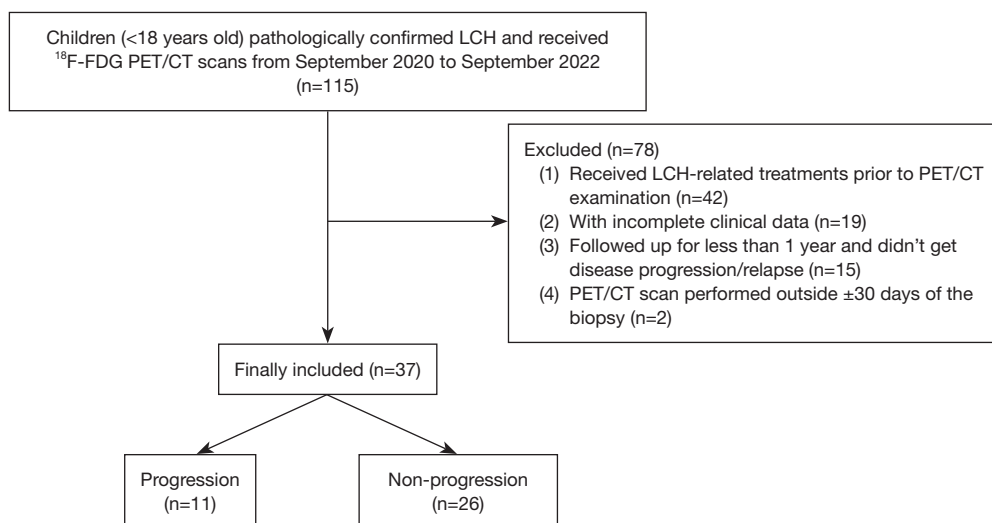 Children (<18 years old) pathologically confirmed LCH and received
¹⁸F-FDG PET/CT scans from September 2020 to September 2022
(n=115)
Excluded (n=78)
(1) Received LCH-related treatments prior to PET/CT
examination (n=42)
(2) With incomplete clinical data (n=19)
(3) Followed up for less than 1 year and didn't get
disease progression/relapse (n=15)
(4) PET/CT scan performed outside ±30 days of the
biopsy (n=2)
Finally included (n=37)
Progression
(n=11)
Non-progression
(n=26)